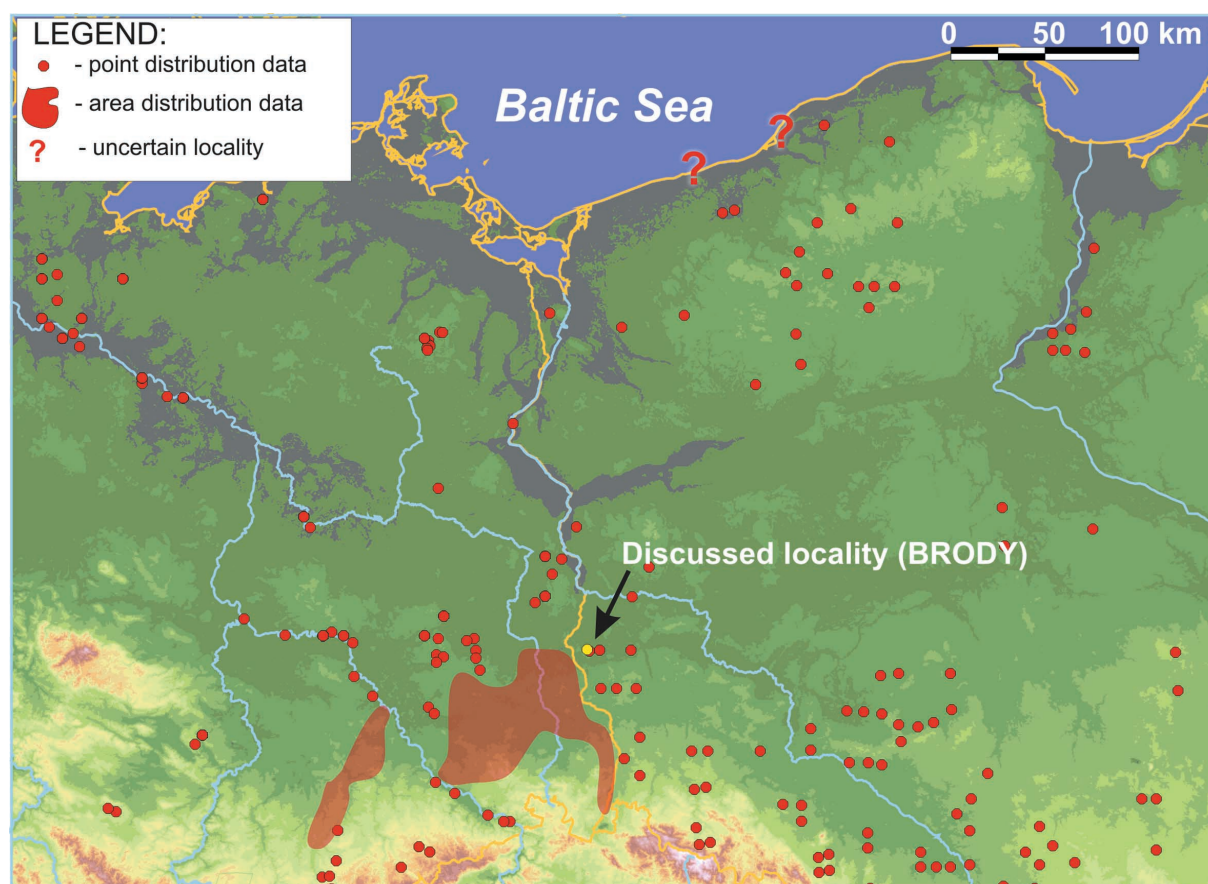 LEGEND:
- point distribution data
- area distribution data
? - uncertain locality
0 50 100 km
Baltic Sea
?
?
Discussed locality (BRODY)